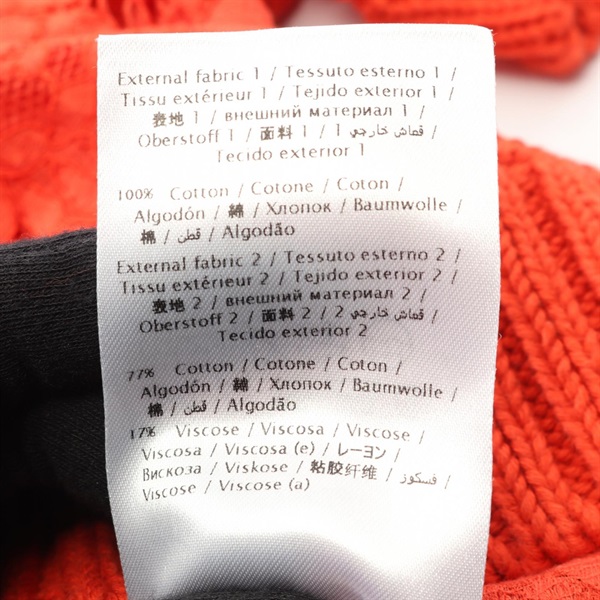 External fabric 1 / Tessuto esterno 1 /
Tissu extérieur 1 / Tejido exterior 1 /
表地 1 / внешний материал 1 /
Oberstoff 1 / 面料 1 / قماش خارجي 1 /
Tecido exterior 1
100% Cotton / Cotone / Coton /
Algodón / 綿 / Хлопок / Baumwolle /
棉 / قطن / Algodão
External fabric 2 / Tessuto esterno 2 /
Tissu extérieur 2 / Tejido exterior 2 /
表地 2 / внешний материал 2 /
Oberstoff 2 / 面料 2 / قماش خارجي 2 /
Tecido exterior 2
77% Cotton / Cotone / Coton /
Algodón / 綿 / Хлопок / Baumwolle /
棉 / قطن / Algodão
17% Viscose / Viscosa / Viscose /
Viscosa / Viscosa (e) / レーヨン /
Вискоза / Viskose / 粘胶纤维 / فسكوز /
Viscose / Viscose (a)